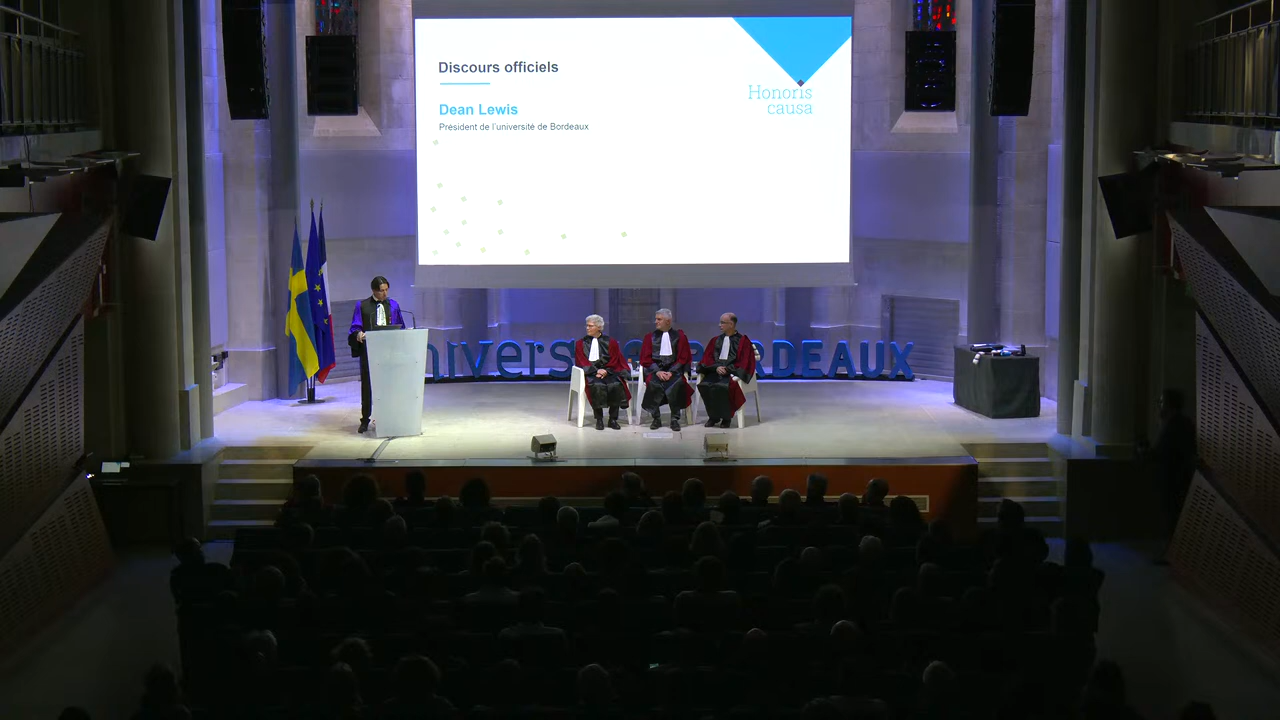 Discours officiels
Dean Lewis
Président de l'université de Bordeaux
Honoris
causa
BORDEAUX